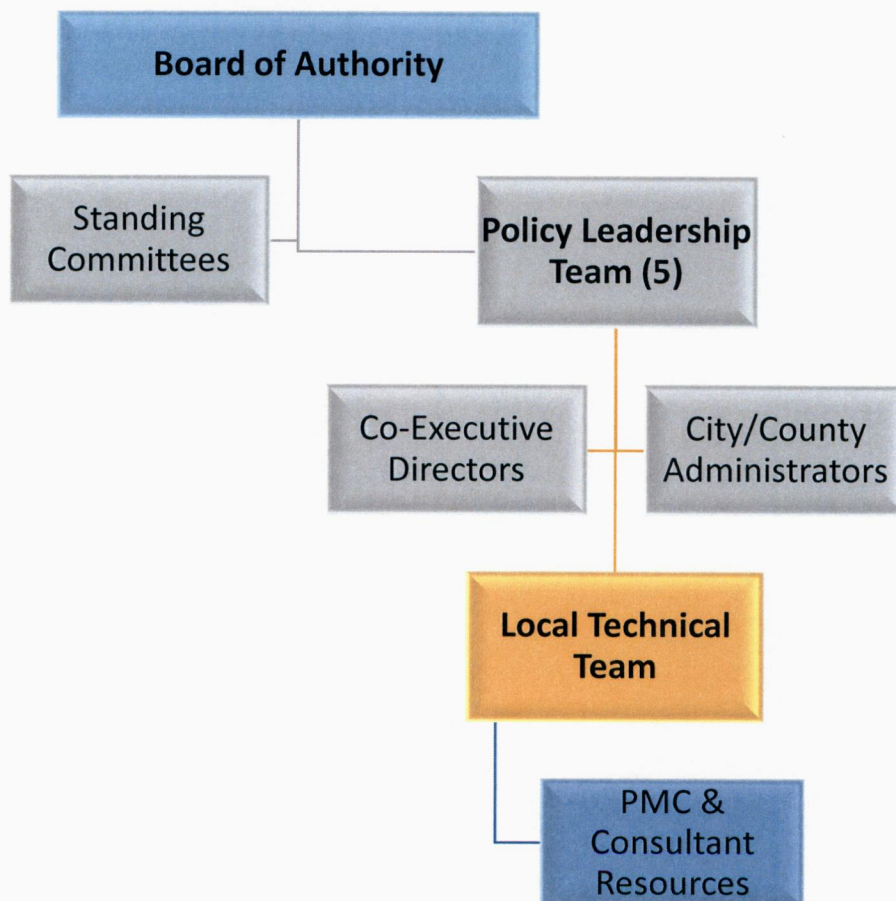 Board of Authority
Standing
Committees
Policy Leadership
Team (5)
Co-Executive
Directors
City/County
Administrators
Local Technical
Team
PMC &
Consultant
Resources